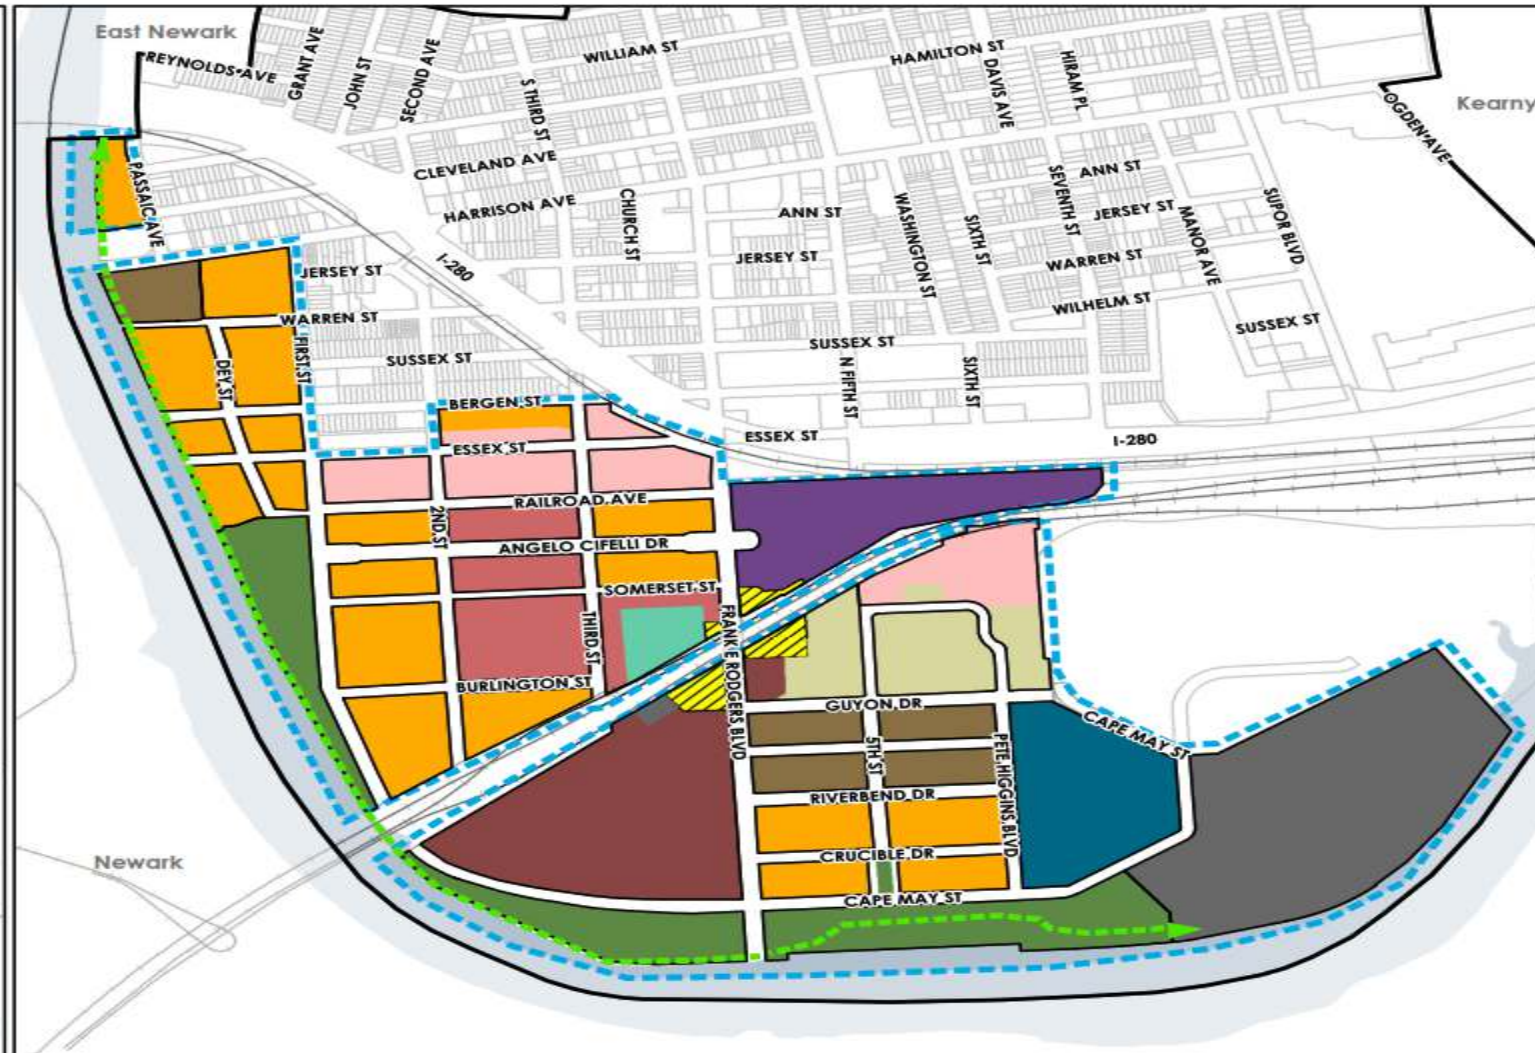 East Newark
REYNOLDS AVE
GRANT AVE
JOHN ST
SECOND AVE
S THIRD ST
WILLIAM ST
HAMILTON ST
DAVIS AVE
HIRAM PL
Kearny
OGDEN AVE
PASSAIC AVE
CLEVELAND AVE
HARRISON AVE
CHURCH ST
ANN ST
WASHINGTON ST
SIXTH ST
SEVENTH ST
ANN ST
JERSEY ST
MANOR AVE
SUPOR BLVD
I-280
JERSEY ST
JERSEY ST
WARREN ST
WILHELM ST
WARREN ST
FIRST ST
DEY ST
SUSSEX ST
SUSSEX ST
SUSSEX ST
N FIFTH ST
SIXTH ST
BERGEN ST
ESSEX ST
ESSEX ST
I-280
RAILROAD AVE
2ND ST
ANGELO CIFELLI DR
SOMERSET ST
THIRD ST
FRANK E RODGERS BLVD
BURLINGTON ST
GUYON DR
CAPE MAY ST
5TH ST
PETE HIGGINS BLVD
RIVERBEND DR
CRUCIBLE DR
CAPE MAY ST
Newark